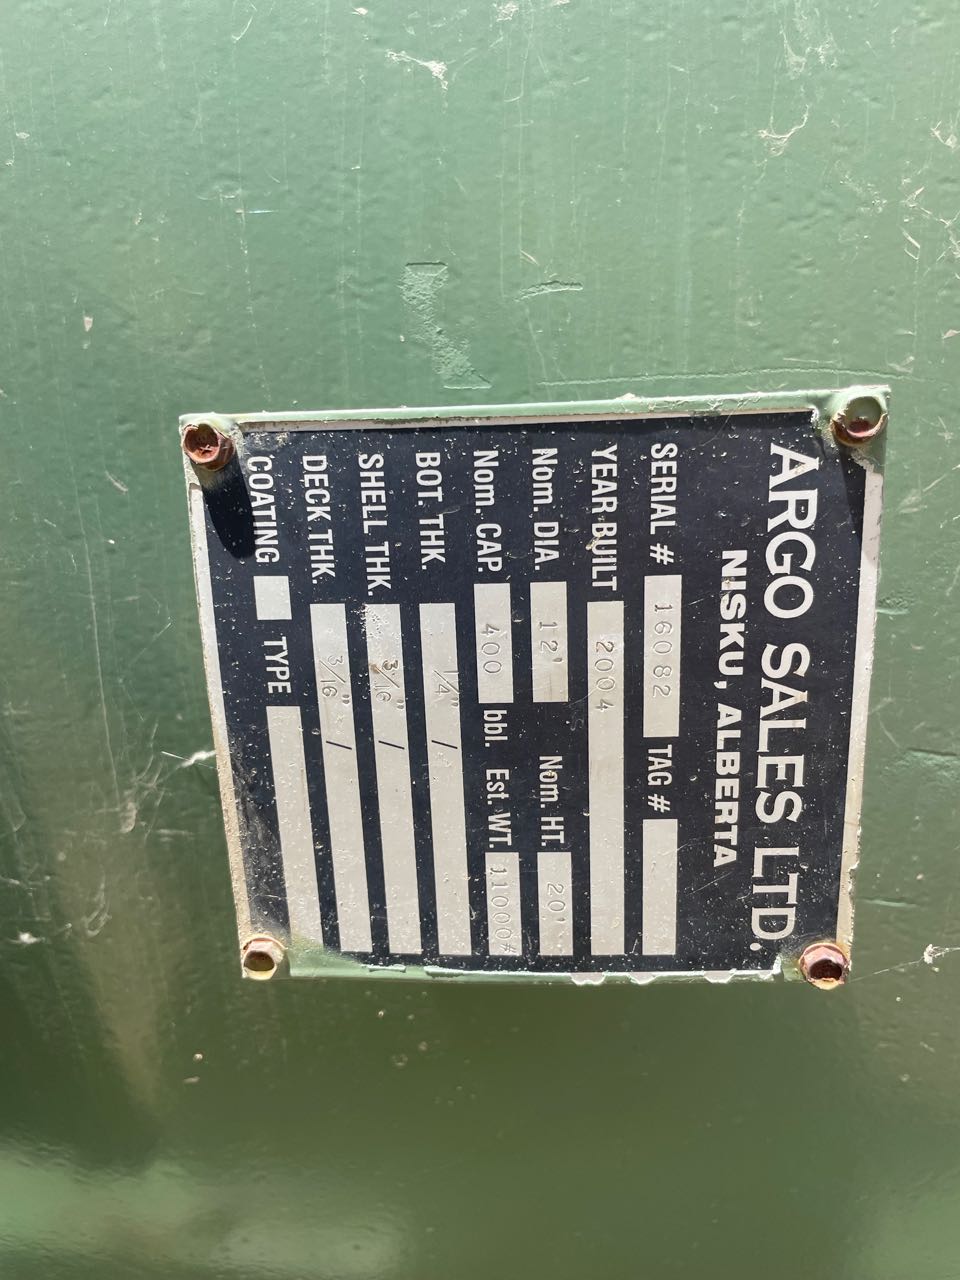 ARGO SALES LTD.
NISKU, ALBERTA
SERIAL # 16082 TAG #
YEAR BUILT 2004
Nom. DIA. 12' Nom. HT. 20'
Nom. CAP. 400 bbl. Est. WT. 11000#
BOT. THK. 1/4" /
SHELL THK. 3/16" /
DECK THK. 3/16" /
COATING TYPE